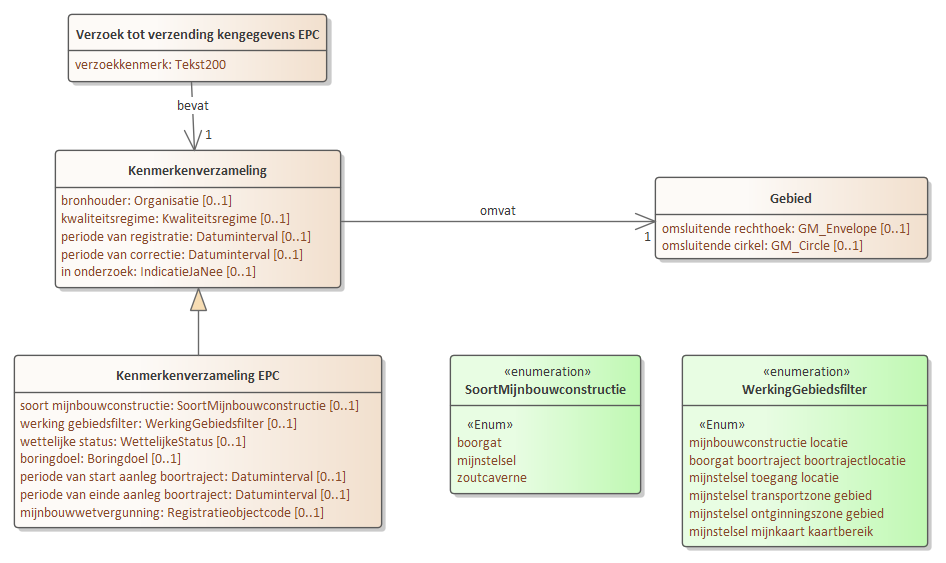 Verzoek tot verzending kengegevens EPC
verzoekkenmerk: Tekst200
bevat
1
Kenmerkenverzameling
bronhouder: Organisatie [0..1]
kwaliteitsregime: Kwaliteitsregime [0..1]
periode van registratie: Datuminterval [0..1]
periode van correctie: Datuminterval [0..1]
in onderzoek: IndicatieJaNee [0..1]
omvat
1
Gebied
omsluitende rechthoek: GM_Envelope [0..1]
omsluitende cirkel: GM_Circle [0..1]
Kenmerkenverzameling EPC
soort mijnbouwconstructie: SoortMijnbouwconstructie [0..1]
werking gebiedsfilter: WerkingGebiedsfilter [0..1]
wettelijke status: WettelijkeStatus [0..1]
boringdoel: Boringdoel [0..1]
periode van start aanleg boortraject: Datuminterval [0..1]
periode van einde aanleg boortraject: Datuminterval [0..1]
mijnbouwwetvergunning: Registratieobjectcode [0..1]
«enumeration»
SoortMijnbouwconstructie
«Enum»
boorgat
mijnstelsel
zoutcaverne
«enumeration»
WerkingGebiedsfilter
«Enum»
mijnbouwconstructie locatie
boorgat boortraject boortrajectlocatie
mijnstelsel toegang locatie
mijnstelsel transportzone gebied
mijnstelsel ontginningszone gebied
mijnstelsel mijnkaart kaartbereik